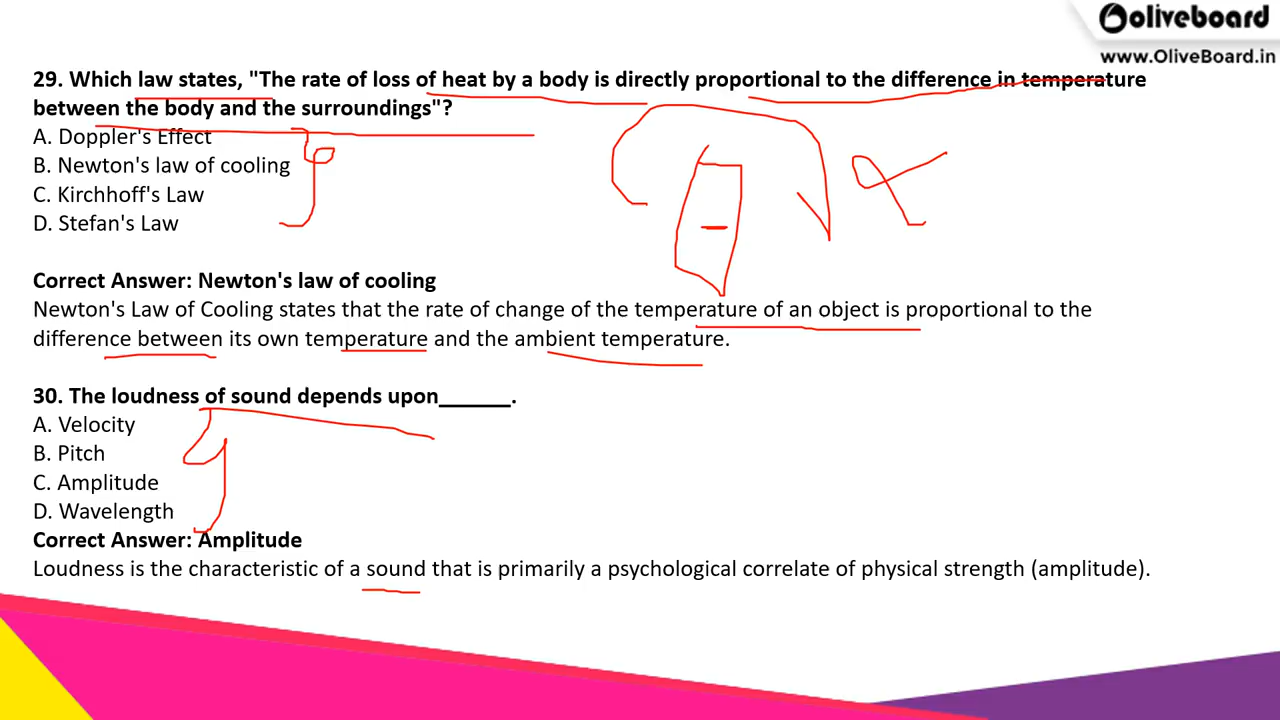 oliveboard
www.OliveBoard.in
29. Which law states, "The rate of loss of heat by a body is directly proportional to the difference in temperature
between the body and the surroundings"?
A. Doppler's Effect
B. Newton's law of cooling
C. Kirchhoff's Law
D. Stefan's Law
Correct Answer: Newton's law of cooling
Newton's Law of Cooling states that the rate of change of the temperature of an object is proportional to the
difference between its own temperature and the ambient temperature.
30. The loudness of sound depends upon______.
A. Velocity
B. Pitch
C. Amplitude
D. Wavelength
Correct Answer: Amplitude
Loudness is the characteristic of a sound that is primarily a psychological correlate of physical strength (amplitude).